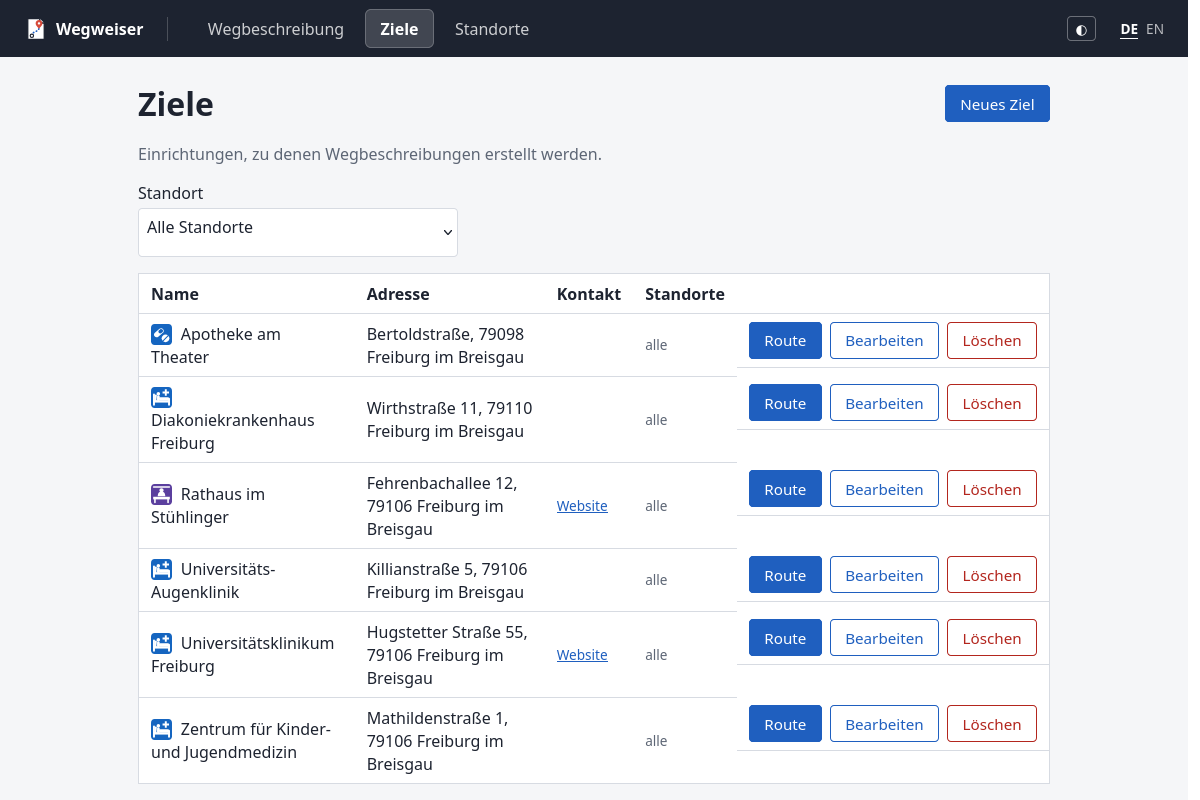 Wegweiser Wegbeschreibung Ziele Standorte DE EN
Ziele Neues Ziel
Einrichtungen, zu denen Wegbeschreibungen erstellt werden.
Standort
Alle Standorte
Name Adresse Kontakt Standorte
Apotheke am
Theater
Bertoldstraße, 79098
Freiburg im Breisgau
alle
Route Bearbeiten Löschen
Diakoniekrankenhaus
Freiburg
Wirthstraße 11, 79110
Freiburg im Breisgau
alle
Route Bearbeiten Löschen
Rathaus im
Stühlinger
Fehrenbachallee 12,
79106 Freiburg im
Breisgau
Website
alle
Route Bearbeiten Löschen
Universitäts-
Augenklinik
Killianstraße 5, 79106
Freiburg im Breisgau
alle
Route Bearbeiten Löschen
Universitätsklinikum
Freiburg
Hugstetter Straße 55,
79106 Freiburg im
Breisgau
Website
alle
Route Bearbeiten Löschen
Zentrum für Kinder-
und Jugendmedizin
Mathildenstraße 1,
79106 Freiburg im
Breisgau
alle
Route Bearbeiten Löschen